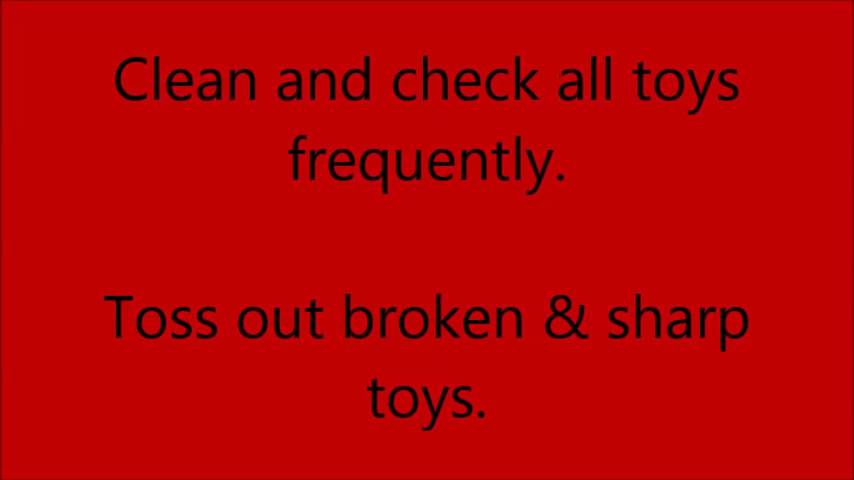 Clean and check all toys
frequently.
Toss out broken & sharp
toys.